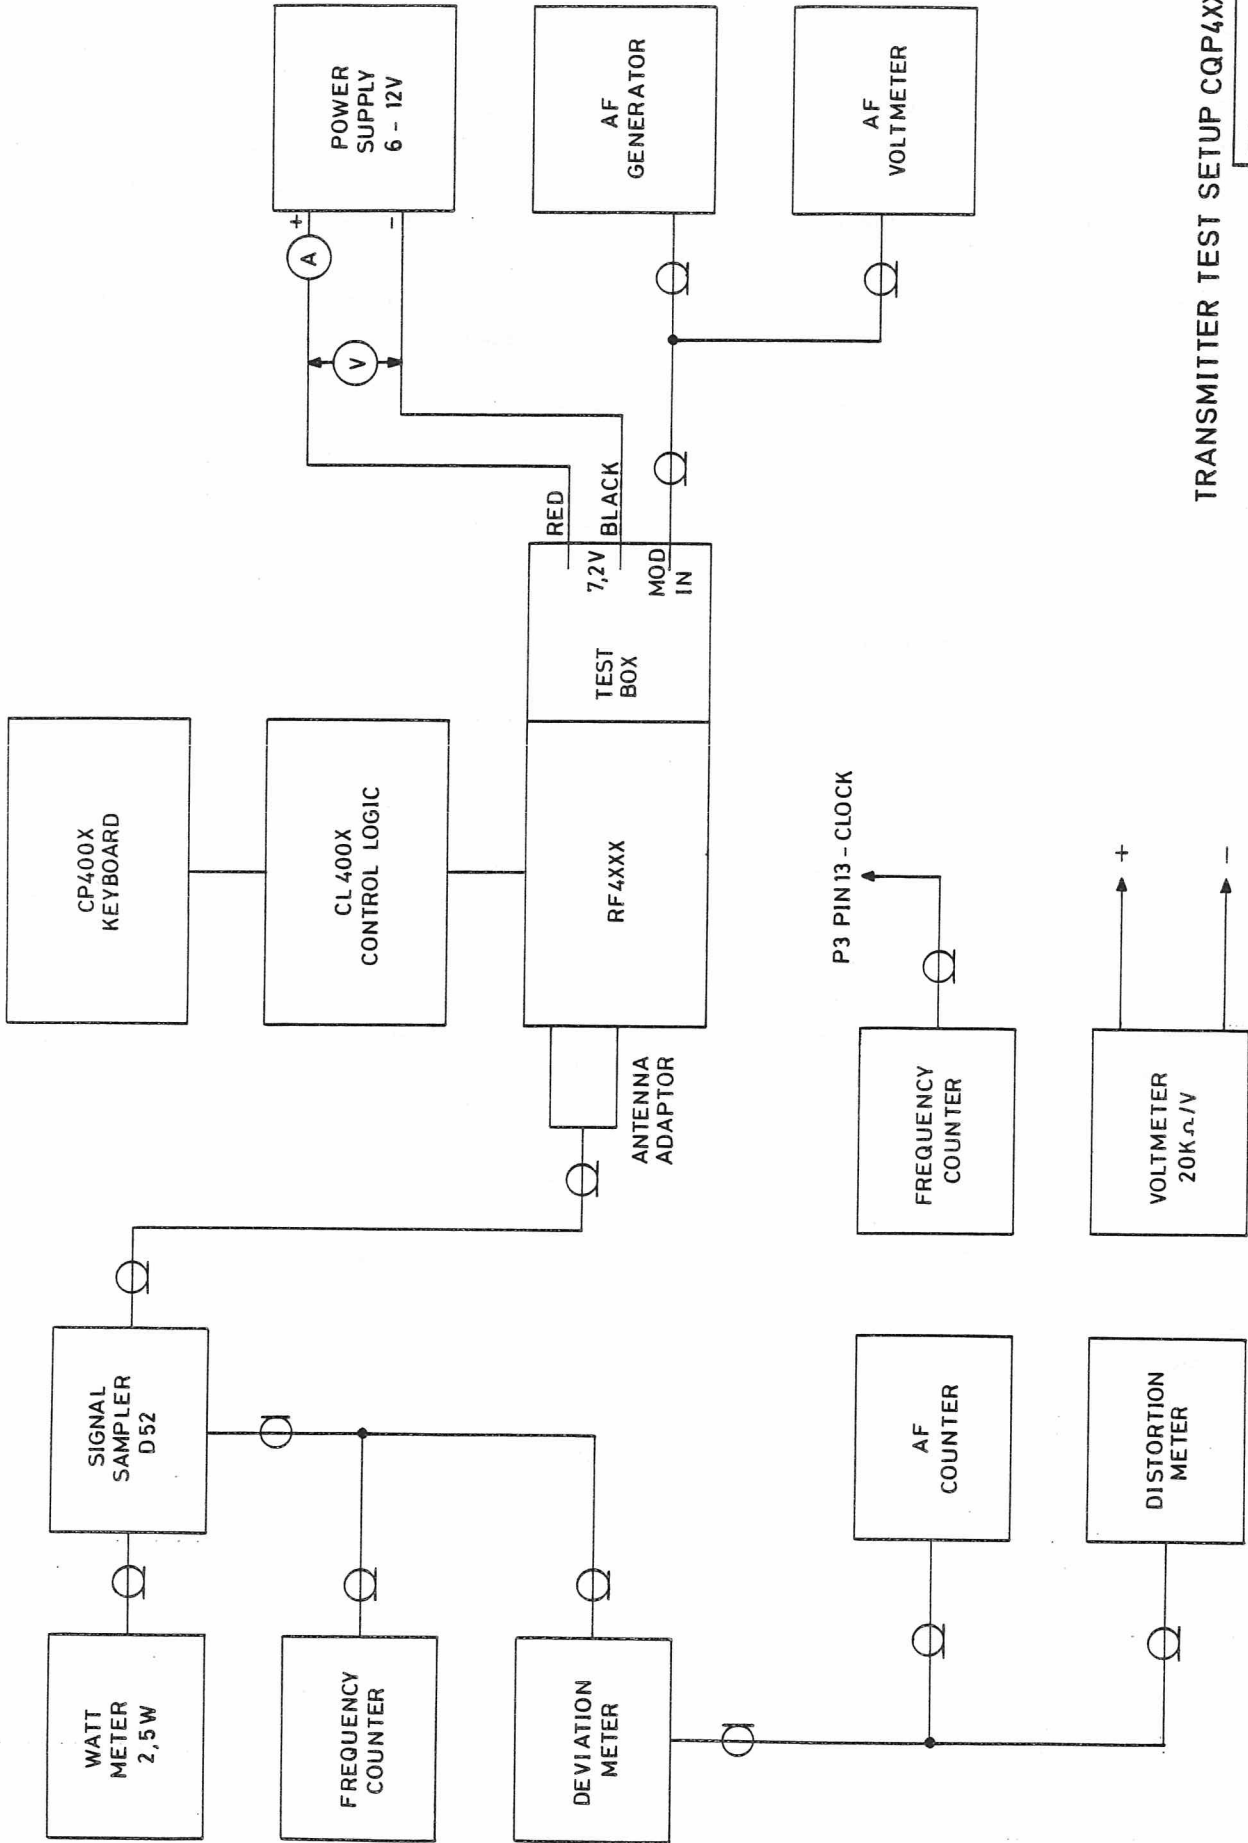 WATT
METER
2,5W
SIGNAL
SAMPLER
D52
CP400X
KEYBOARD
POWER
SUPPLY
6 - 12V
+
-
A
V
FREQUENCY
COUNTER
CL400X
CONTROL LOGIC
DEVIATION
METER
ANTENNA
ADAPTOR
RF4XXX
TEST
BOX
RED
7,2V
BLACK
MOD
IN
AF
GENERATOR
AF
VOLTMETER
AF
COUNTER
FREQUENCY
COUNTER
P3 PIN13 - CLOCK
DISTORTION
METER
VOLTMETER
20KΩ/V
+
-
TRANSMITTER TEST SETUP CQP4X